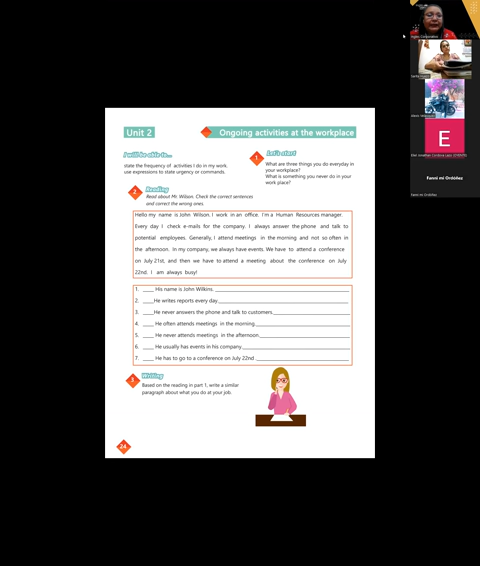 Unit 2
Ongoing activities at the workplace
I will be able to...
state the frequency of activities I do in my work.
use expressions to state urgency or commands.
1.
Let's start
What are three things you do everyday in
your workplace?
What is something you never do in your
work place?
2.
Reading
Read about Mr. Wilson. Check the correct sentences
and correct the wrong ones.
Hello my name is John Wilson. I work in an office. I'm a Human Resources manager.
Every day I check e-mails for the company. I always answer the phone and talk to
potential employees. Generally, I attend meetings in the morning and not so often in
the afternoon. In my company, we always have events. We have to attend a conference
on July 21st, and then we have to attend a meeting about the conference on July
22nd. I am always busy!
1. ____ His name is John Wilkins.
2. ____He writes reports every day.
3. ____He never answers the phone and talk to customers.
4. ____ He often attends meetings in the morning.
5. ____ He never attends meetings in the afternoon.
6. ____ He usually has events in his company.
7. ____ He has to go to a conference on July 22nd .
3.
Writing
Based on the reading in part 1, write a similar
paragraph about what you do at your job.
24
E
Fanni mi Ordóñez
Fanni mi Ordóñez